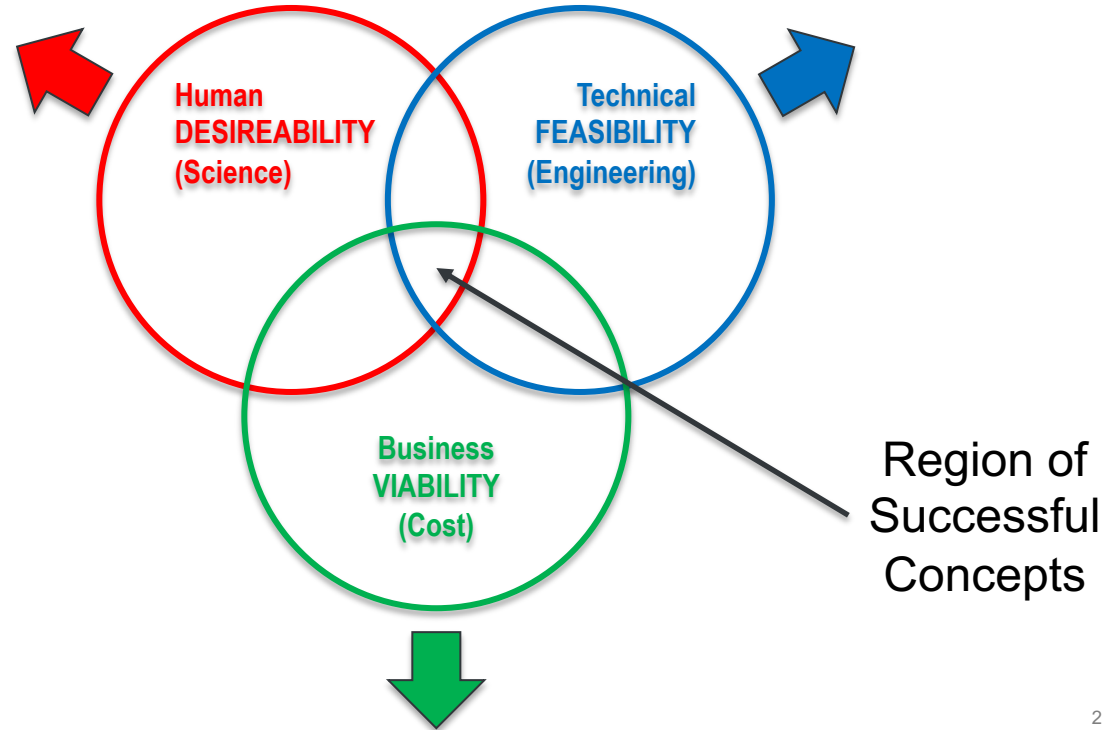 Human
DESIREABILITY
(Science)
Technical
FEASIBILITY
(Engineering)
Business
VIABILITY
(Cost)
Region of
Successful
Concepts
2